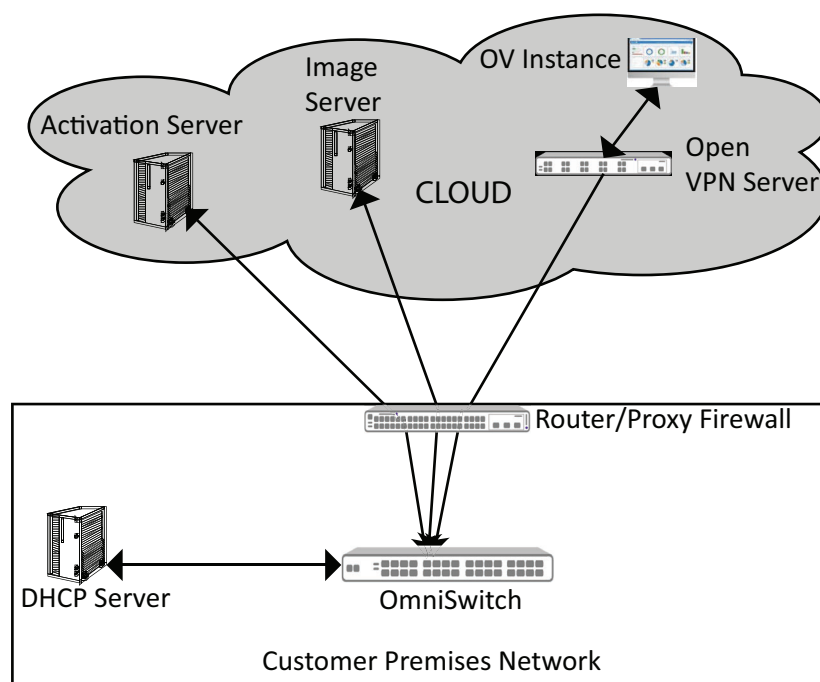 OV Instance
Image
Server
Activation Server
Open
VPN Server
CLOUD
Router/Proxy Firewall
DHCP Server
OmniSwitch
Customer Premises Network